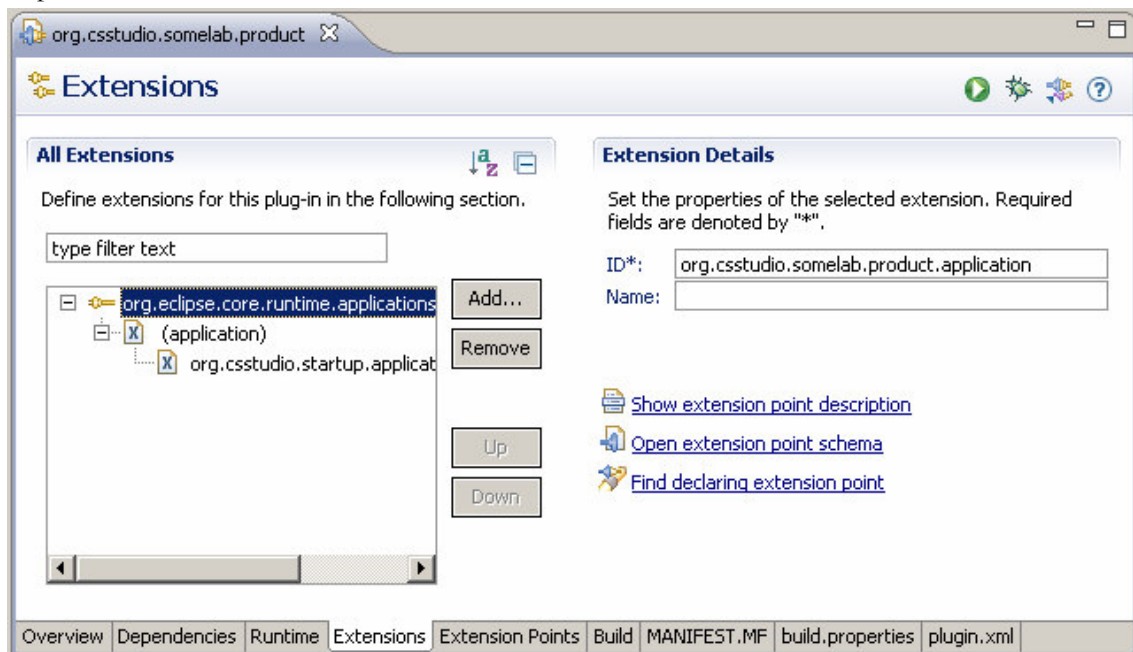 org.csstudio.somelab.product
Extensions
All Extensions
Define extensions for this plug-in in the following section.
type filter text
org.eclipse.core.runtime.applications
(application)
org.csstudio.startup.applicat
Add...
Remove
Up
Down
Extension Details
Set the properties of the selected extension. Required
fields are denoted by "*".
ID*: org.csstudio.somelab.product.application
Name:
Show extension point description
Open extension point schema
Find declaring extension point
Overview Dependencies Runtime Extensions Extension Points Build MANIFEST.MF build.properties plugin.xml